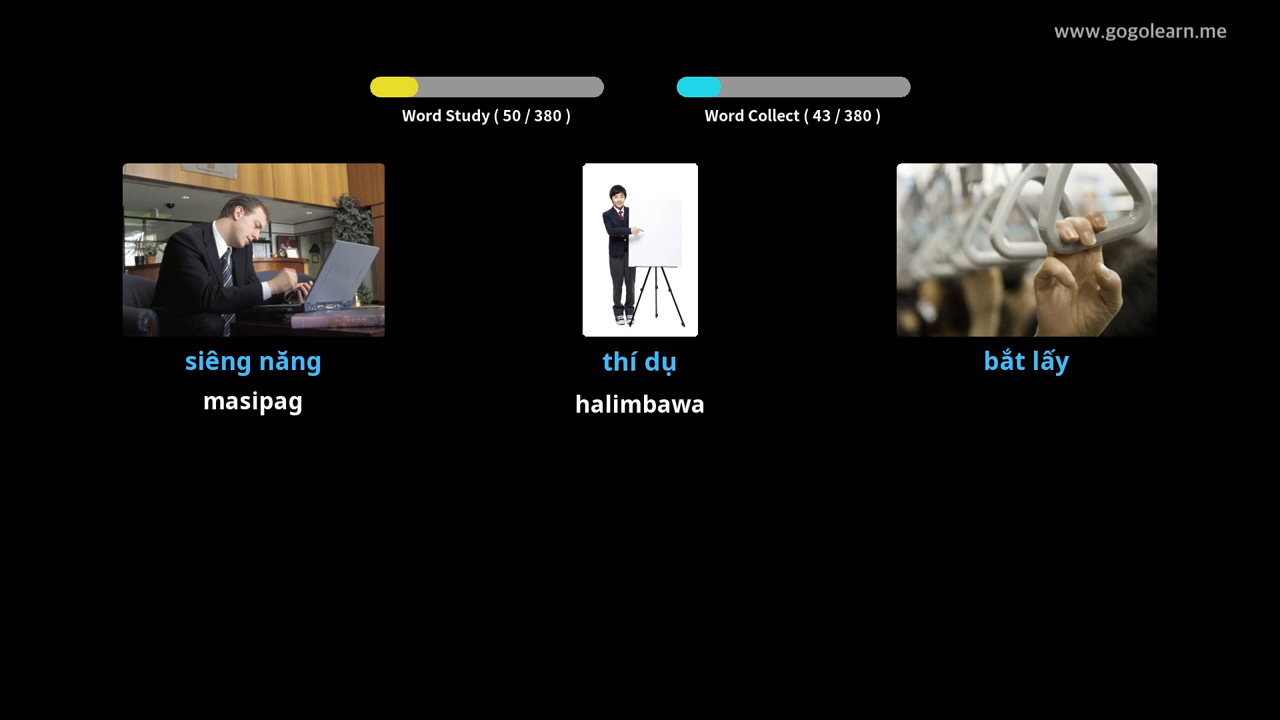 www.gogolearn.me
Word Study ( 50 / 380 )
Word Collect ( 43 / 380 )
siêng năng
masipag
thí dụ
halimbawa
bắt lấy